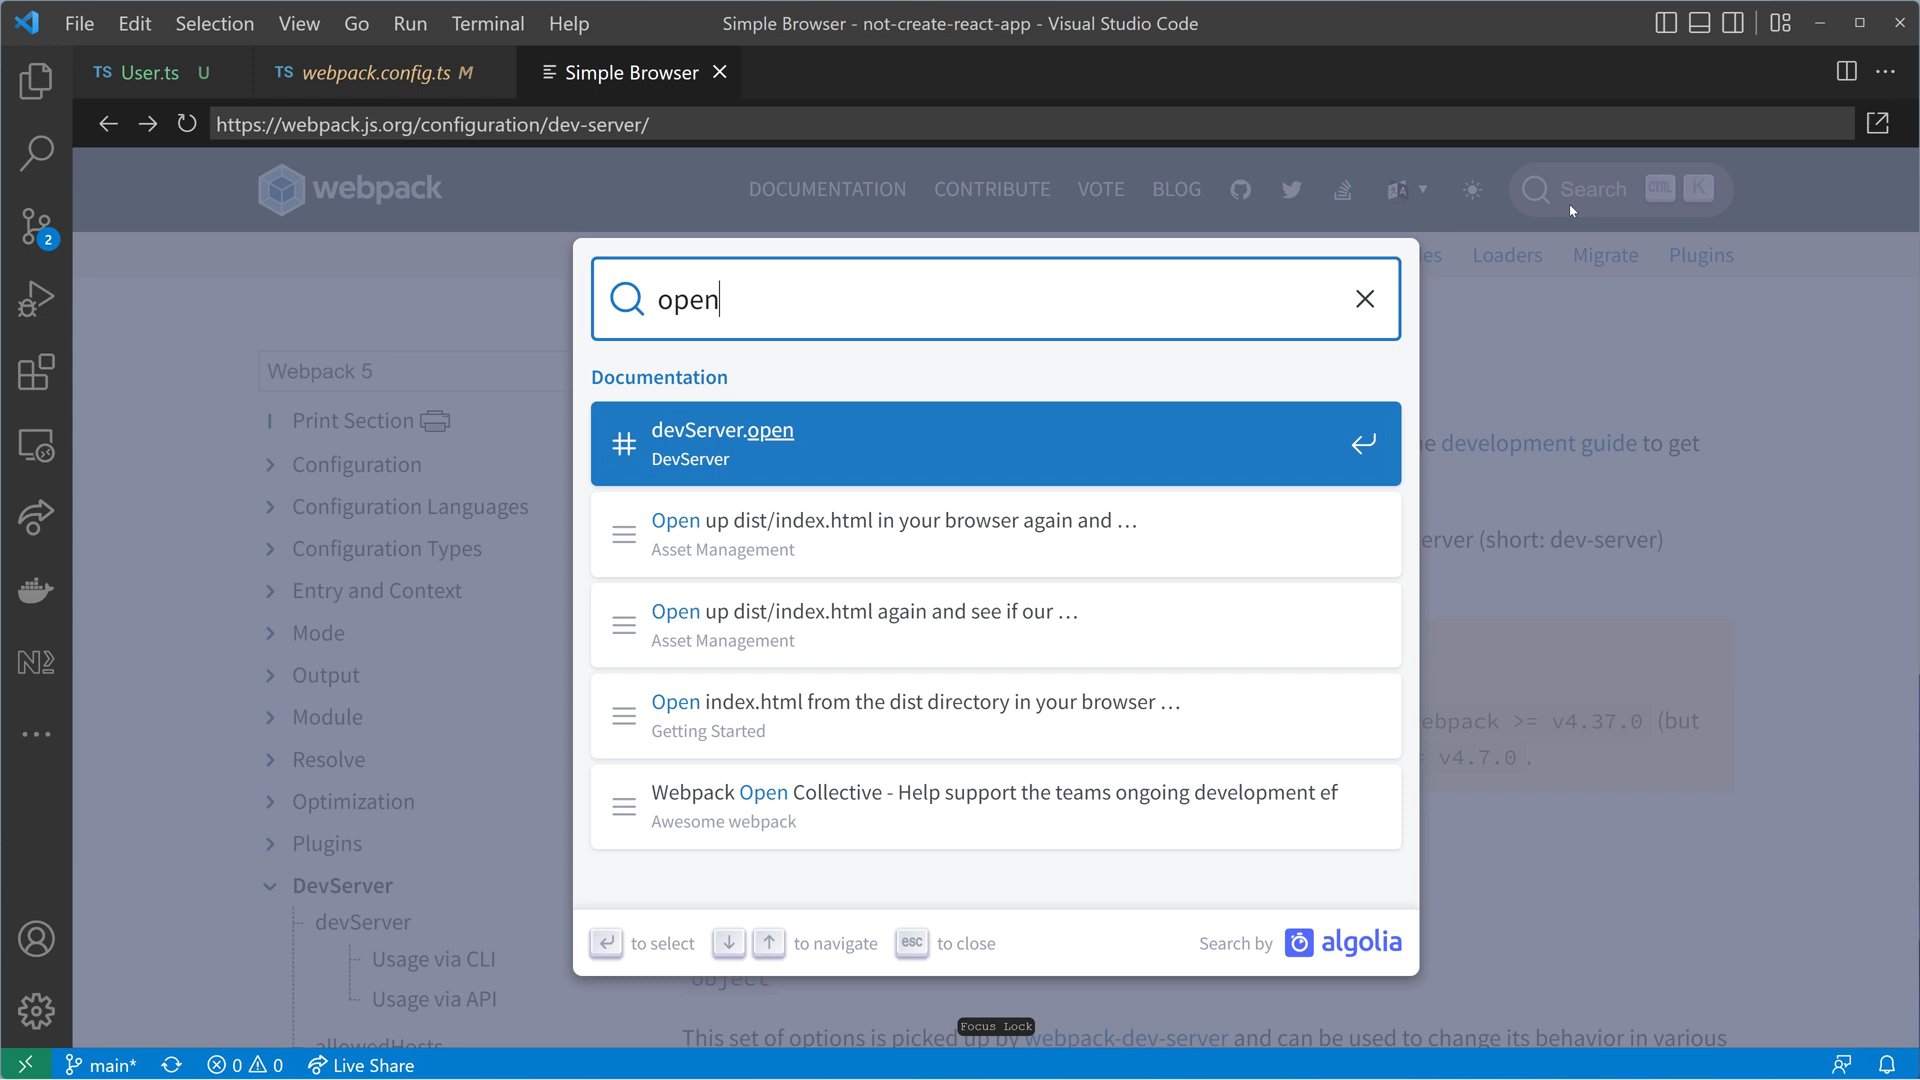 File Edit Selection View Go Run Terminal Help
Simple Browser - not-create-react-app - Visual Studio Code
TS User.ts U
TS webpack.config.ts M
Simple Browser
https://webpack.js.org/configuration/dev-server/
webpack
DOCUMENTATION CONTRIBUTE VOTE BLOG
Search CTRL K
es Loaders Migrate Plugins
open
Documentation
devServer.open
DevServer
Open up dist/index.html in your browser again and …
Asset Management
Open up dist/index.html again and see if our …
Asset Management
Open index.html from the dist directory in your browser …
Getting Started
Webpack Open Collective - Help support the teams ongoing development ef
Awesome webpack
to select
to navigate
esc to close
Search by algolia
Webpack 5
Print Section
Configuration
Configuration Languages
Configuration Types
Entry and Context
Mode
Output
Module
Resolve
Optimization
Plugins
DevServer
devServer
Usage via CLI
Usage via API
allowedHosts
development guide to get
erver (short: dev-server)
ebpack >= v4.37.0 (but
v4.7.0.
object
Focus Lock
This set of options is picked up by webpack-dev-server and can be used to change its behavior in various
2
main* 0 0 Live Share